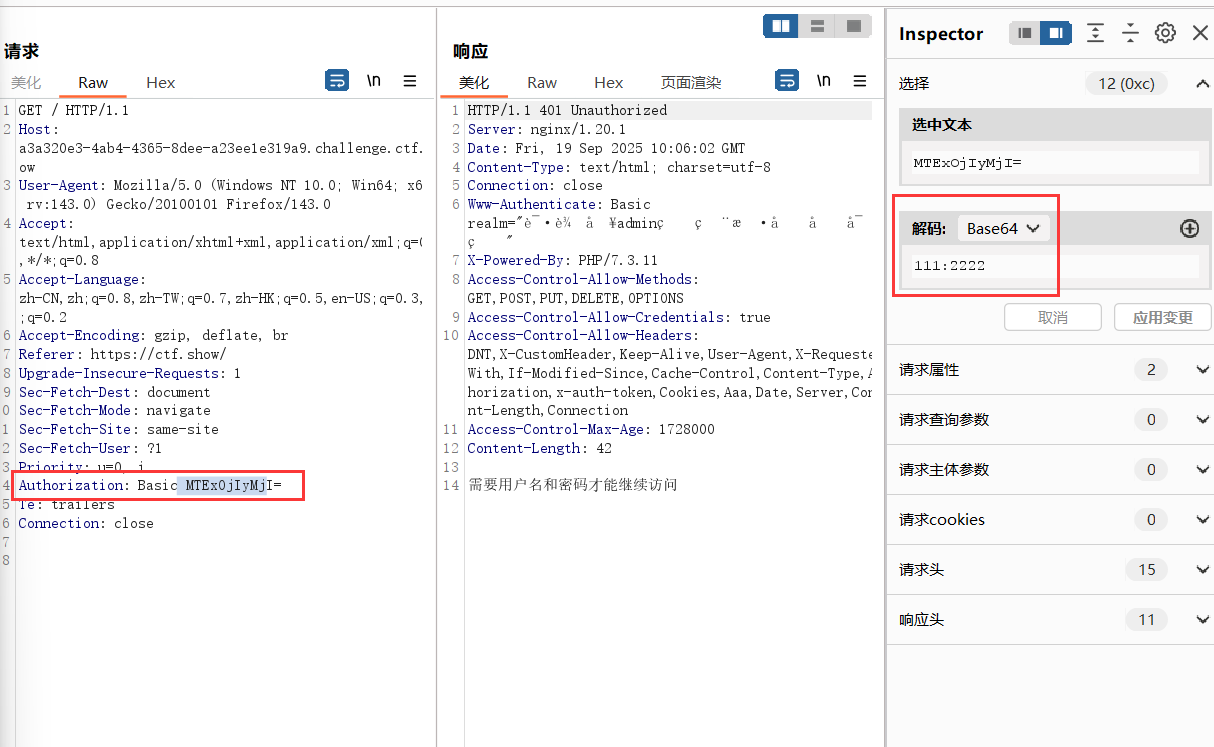 请求
美化 Raw Hex \n
1 GET / HTTP/1.1
2 Host:
a3a320e3-4ab4-4365-8dee-a23ee1e319a9.challenge.ctf.
ow
3 User-Agent: Mozilla/5.0 (Windows NT 10.0; Win64; x6
rv:143.0) Gecko/20100101 Firefox/143.0
4 Accept:
text/html,application/xhtml+xml,application/xml;q=0
,*/*;q=0.8
5 Accept-Language:
zh-CN,zh;q=0.8,zh-TW;q=0.7,zh-HK;q=0.5,en-US;q=0.3,
;q=0.2
6 Accept-Encoding: gzip, deflate, br
7 Referer: https://ctf.show/
8 Upgrade-Insecure-Requests: 1
9 Sec-Fetch-Dest: document
0 Sec-Fetch-Mode: navigate
1 Sec-Fetch-Site: same-site
2 Sec-Fetch-User: ?1
3 Priority: u=0, i
4 Authorization: Basic MTExOjIyMjI=
5 Te: trailers
6 Connection: close
7
8
响应
美化 Raw Hex 页面渲染 \n
1 HTTP/1.1 401 Unauthorized
2 Server: nginx/1.20.1
3 Date: Fri, 19 Sep 2025 10:06:02 GMT
4 Content-Type: text/html; charset=utf-8
5 Connection: close
6 Www-Authenticate: Basic
realm="è¯•è¾ å ¥adminç ç ¨æ •å å å¯
ç "
7 X-Powered-By: PHP/7.3.11
8 Access-Control-Allow-Methods:
GET,POST,PUT,DELETE,OPTIONS
9 Access-Control-Allow-Credentials: true
10 Access-Control-Allow-Headers:
DNT,X-CustomHeader,Keep-Alive,User-Agent,X-Requeste
With,If-Modified-Since,Cache-Control,Content-Type,A
horization,x-auth-token,Cookies,Aaa,Date,Server,Con
nt-Length,Connection
11 Access-Control-Max-Age: 1728000
12 Content-Length: 42
13
14 需要用户名和密码才能继续访问
Inspector
选择 12 (0xc)
选中文本
MTExOjIyMjI=
解码: Base64
111:2222
取消 应用变更
请求属性 2
请求查询参数 0
请求主体参数 0
请求cookies 0
请求头 15
响应头 11